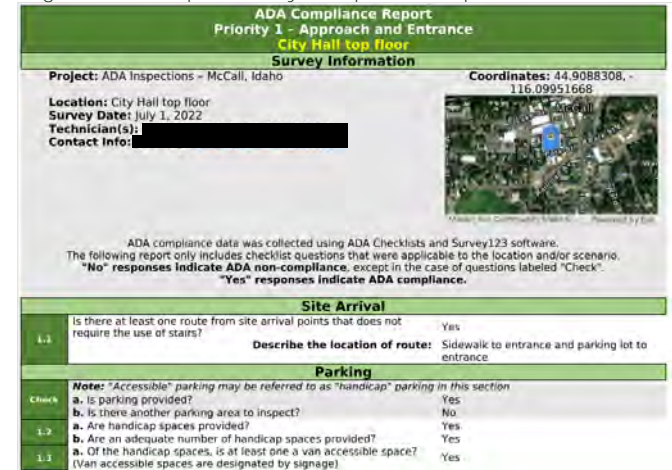 ADA Compliance Report
Priority 1 – Approach and Entrance
City Hall top floor
Survey Information
Project: ADA Inspections – McCall, Idaho
Coordinates: 44.9088308, -
116.09951668
Location: City Hall top floor
Survey Date: July 1, 2022
Technician(s):
Contact Info:
McCall
Powered by Esri
ADA compliance data was collected using ADA Checklists and Survey123 software.
The following report only includes checklist questions that were applicable to the location and/or scenario.
"No" responses indicate ADA non-compliance, except in the case of questions labeled "Check".
"Yes" responses indicate ADA compliance.
Site Arrival
1.1 Is there at least one route from site arrival points that does not
require the use of stairs? Yes
Describe the location of route: Sidewalk to entrance and parking lot to
entrance
Parking
Note: "Accessible" parking may be referred to as "handicap" parking in this section
Check a. Is parking provided? Yes
b. Is there another parking area to inspect? No
1.2 a. Are handicap spaces provided? Yes
b. Are an adequate number of handicap spaces provided? Yes
1.3 a. Of the handicap spaces, is at least one a van accessible space?
(Van accessible spaces are designated by signage) Yes